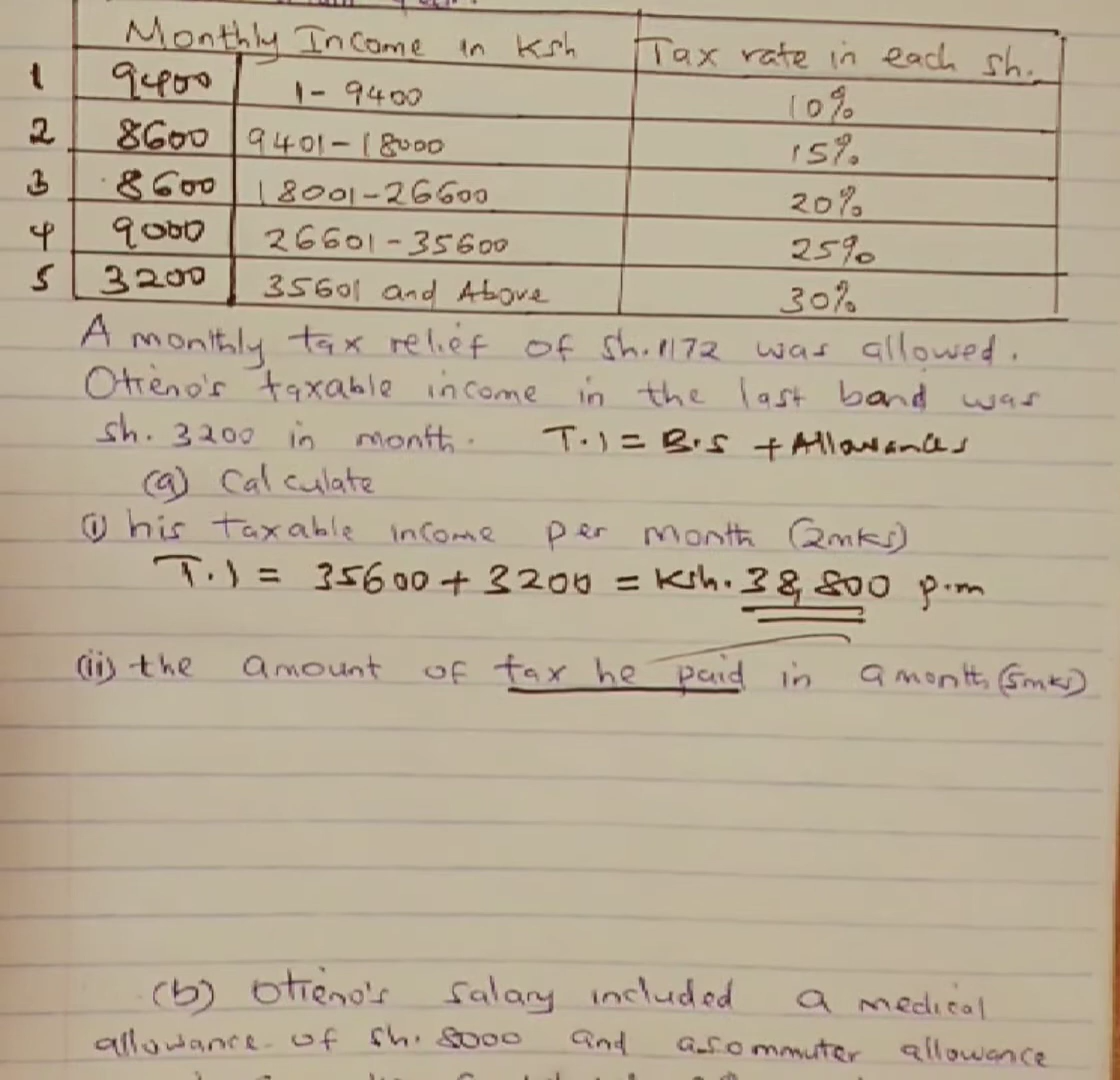 Monthly Income in Ksh Tax rate in each sh.
1 9400 1-9400 10%
2 8600 9401-18000 15%
3 8600 18001-26600 20%
4 9000 26601-35600 25%
5 3200 35601 and Above 30%
A monthly tax relief of sh.1172 was allowed.
Otieno's taxable income in the last band was
sh. 3200 in month. T.I = B.S + Allowances
(a) Calculate
(i) his taxable income per month (2mks)
T.I = 35600 + 3200 = Ksh. 38,800 p.m
(ii) the amount of tax he paid in a month (5mks)
(b) Otieno's salary included a medical
allowance of sh. 8000 and a commuter allowance